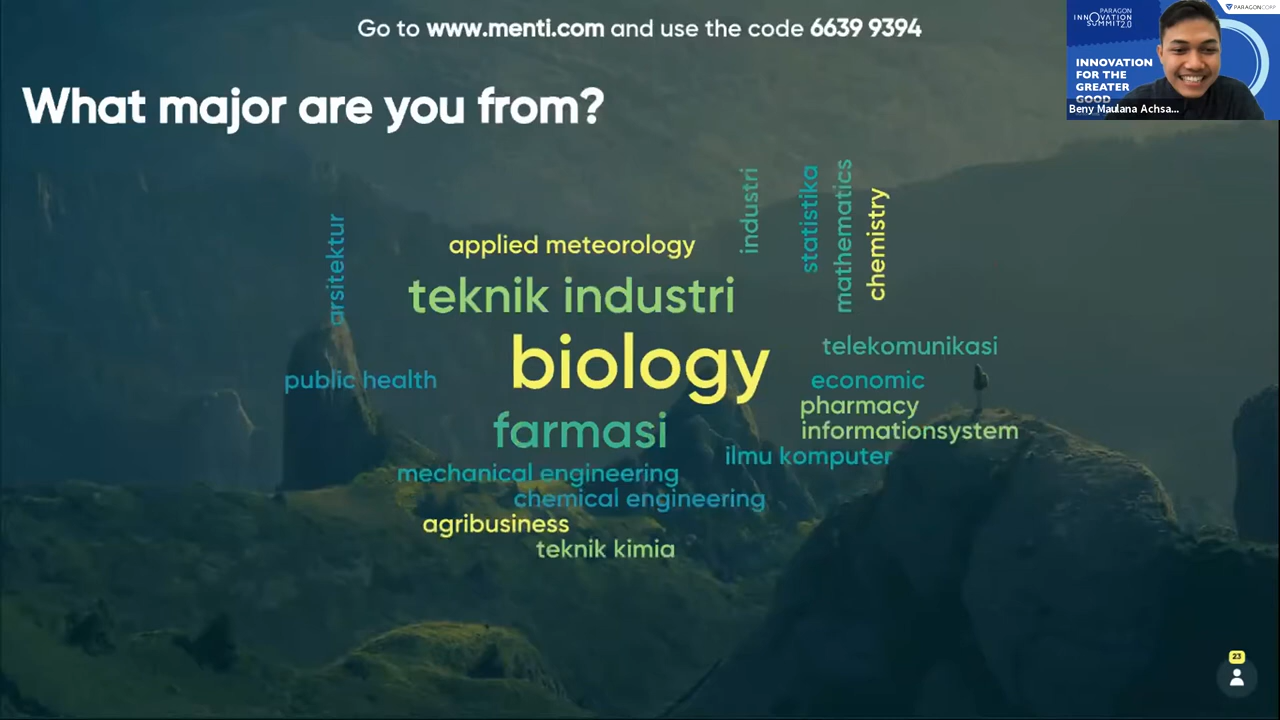 Go to www.menti.com and use the code 6639 9394
PARAGONCORP
PARAGON
INNOVATION
SUMMIT 2.0
INNOVATION
FOR THE
GREATER
GOOD
Beny Maulana Achsa...
What major are you from?
arsitektur
applied meteorology
industri
statistika
mathematics
chemistry
teknik industri
biology
telekomunikasi
public health
economic
pharmacy
farmasi
informationsystem
ilmu komputer
mechanical engineering
chemical engineering
agribusiness
teknik kimia
23